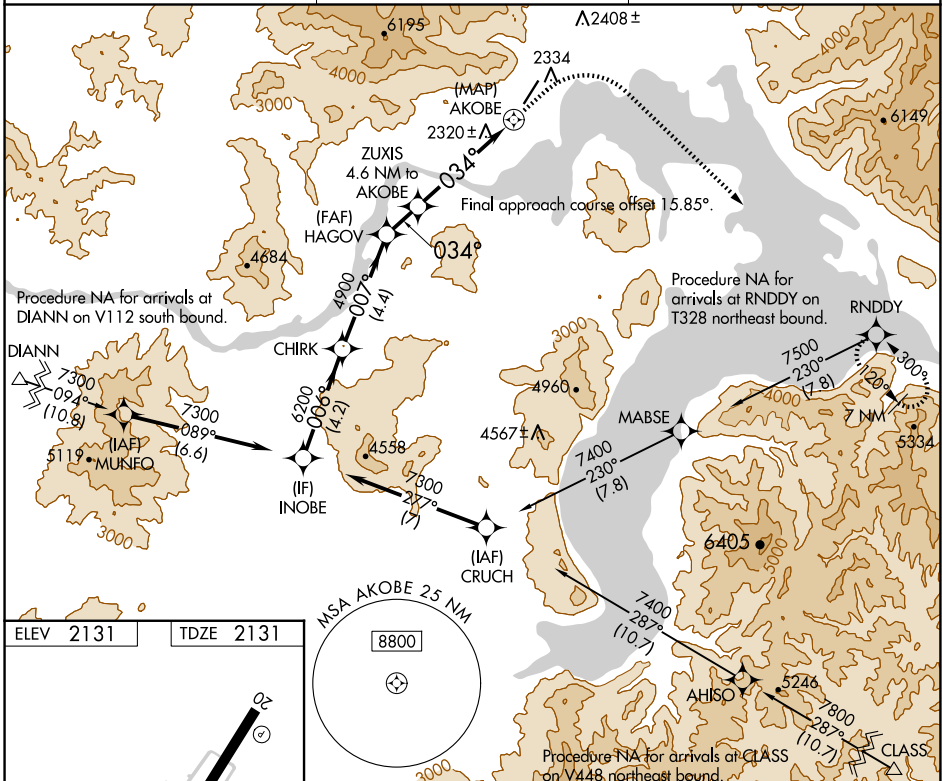 6195
2408±
4000
4000
3000
2334
(MAP)
AKOBE
6149
2320±
ZUXIS
4.6 NM to
AKOBE
034°
Final approach course offset 15.85°.
(FAF)
HAGOV
034°
4684
4900
007°
(4.4)
Procedure NA for arrivals at
DIANN on V112 south bound.
Procedure NA for
arrivals at RNDDY on
T328 northeast bound.
RNDDY
3000
CHIRK
DIANN
7300
094°
(10.8)
7500
230°
(7.8)
300°
120°
7 NM
6200
006°
(4.2)
4960
4000
7300
089°
(6.6)
MABSE
(IAF)
MUNFO
5119
4558
4567±
5334
7400
230°
(7.8)
(IF)
INOBE
7300
277°
(7)
3000
(IAF)
CRUCH
6405
3000
MSA AKOBE 25 NM
8800
7400
287°
(10.7)
ELEV 2131
TDZE 2131
AHISO
5246
7800
287°
(10.7)
20
P
CLASS
Procedure NA for arrivals at CLASS
on V448 northeast bound.
3000